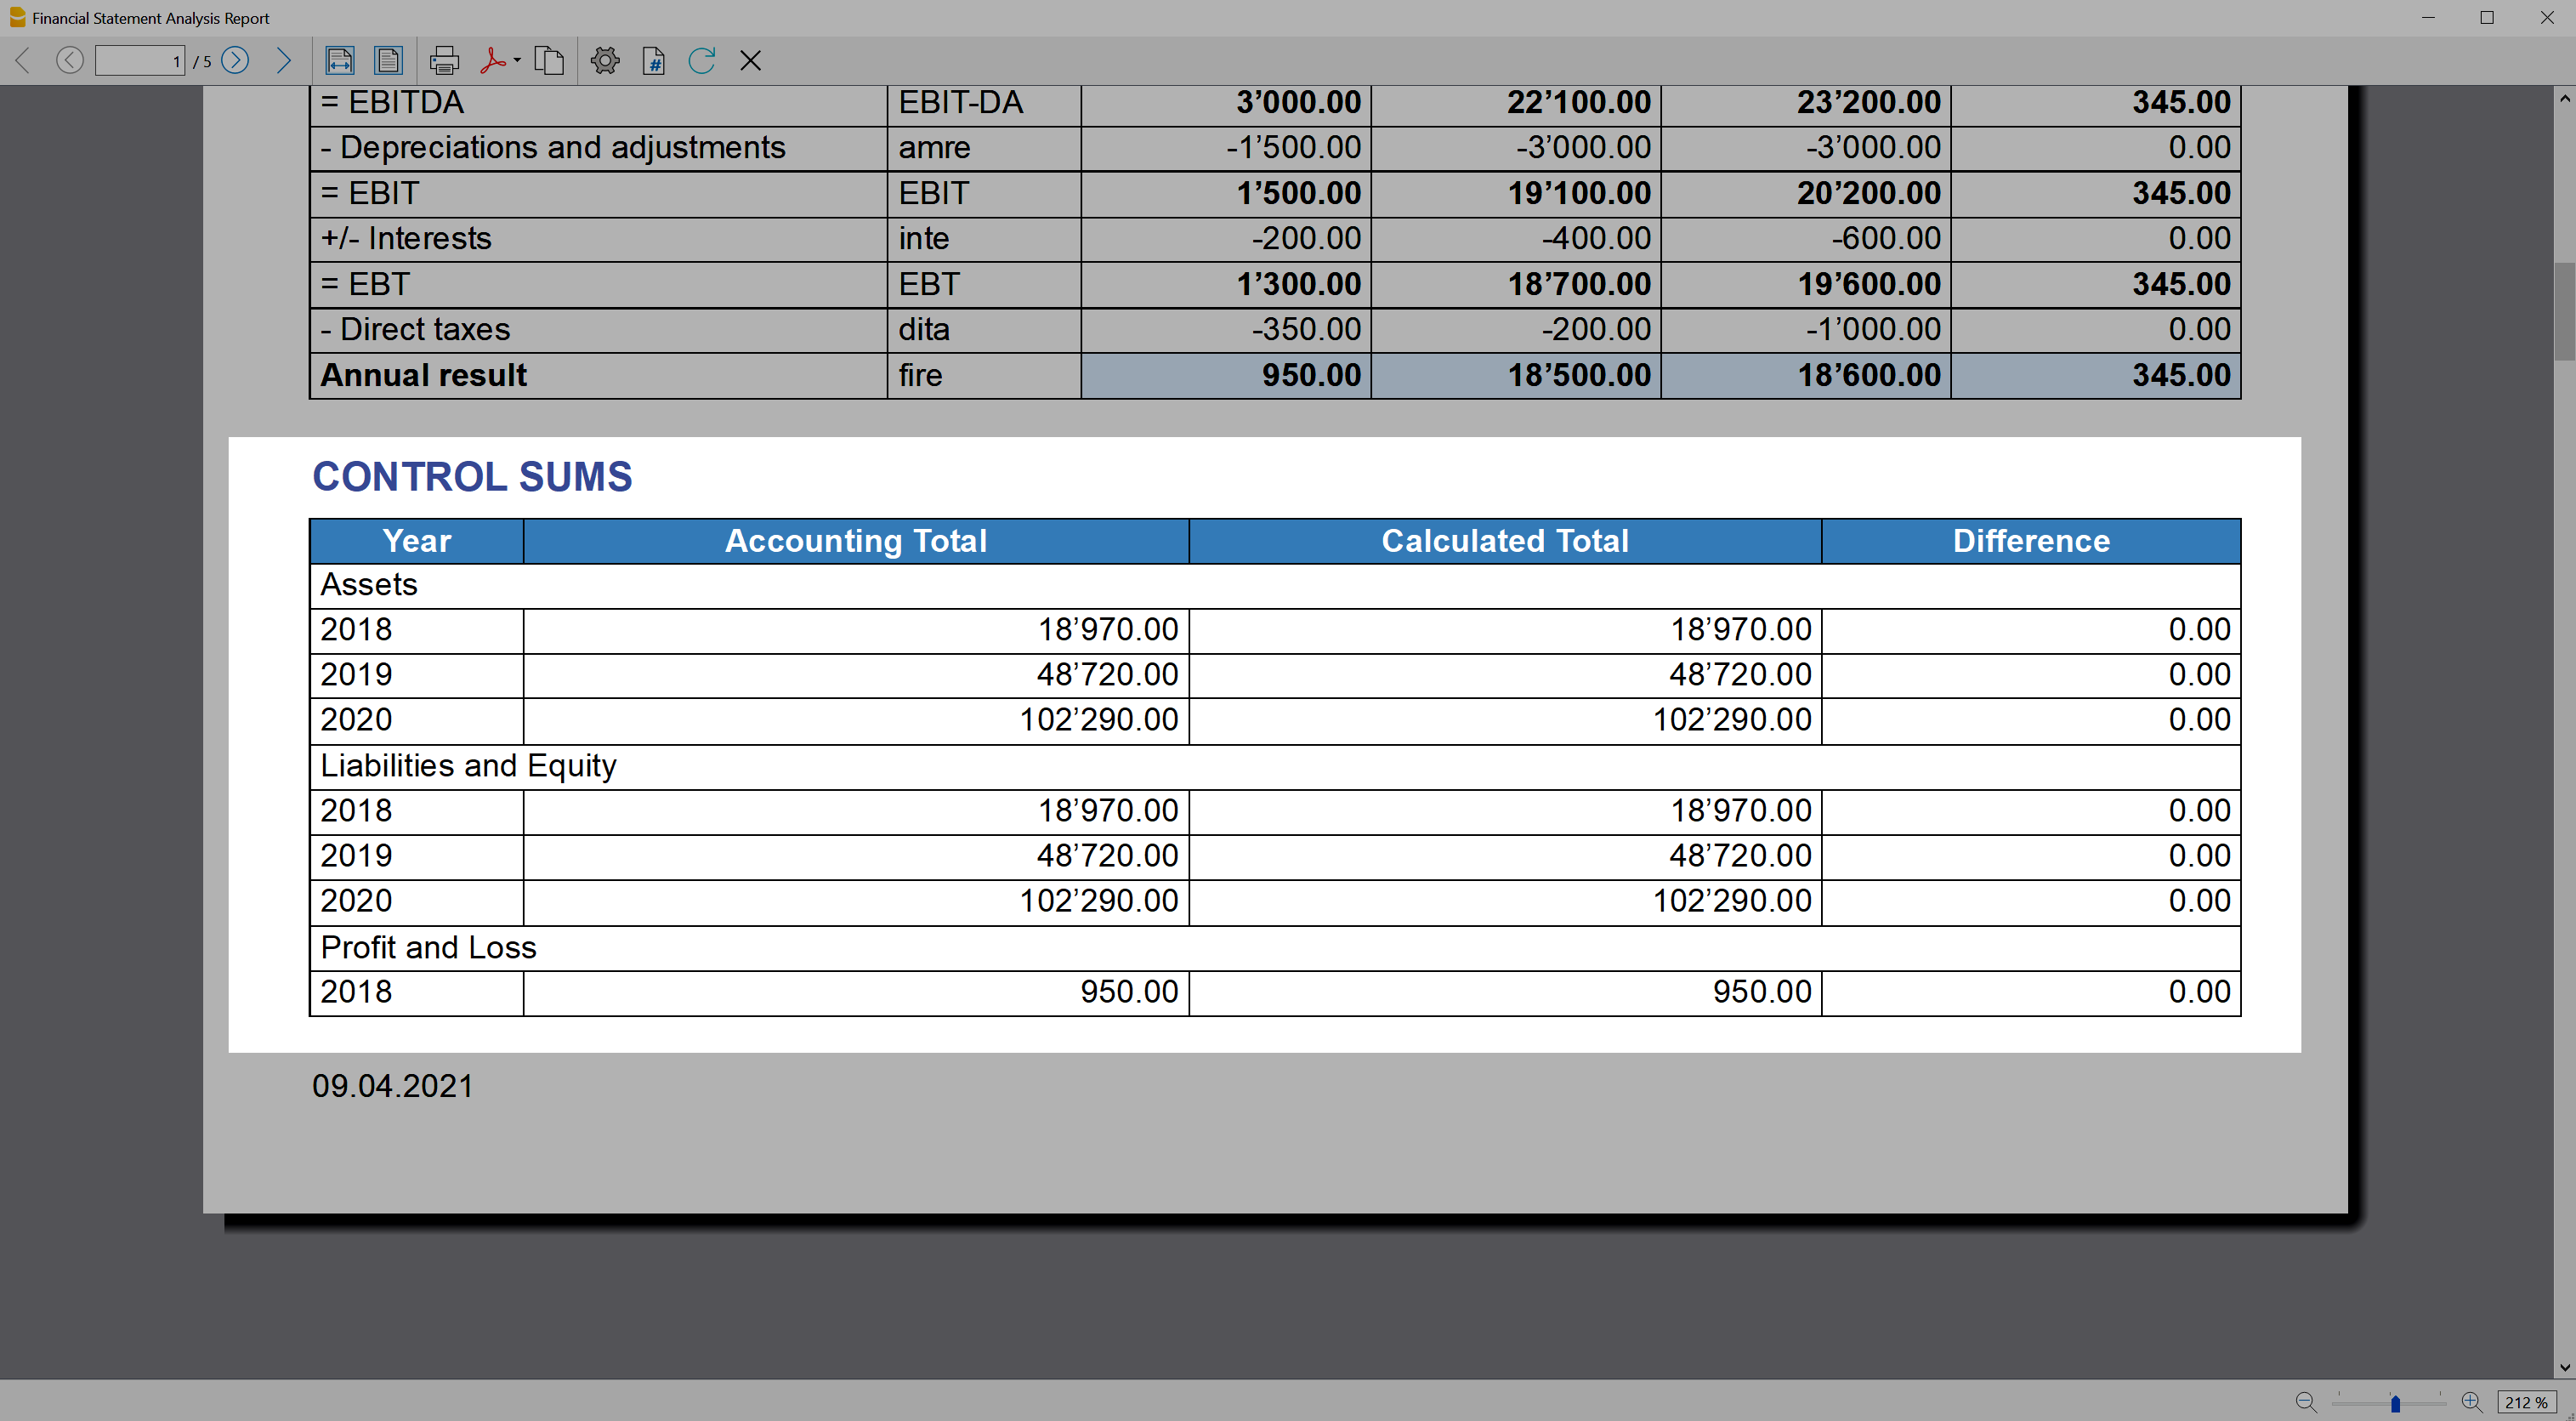 Financial Statement Analysis Report
1 / 5
= EBITDA EBIT-DA 3’000.00 22’100.00 23’200.00 345.00
- Depreciations and adjustments amre -1’500.00 -3’000.00 -3’000.00 0.00
= EBIT EBIT 1’500.00 19’100.00 20’200.00 345.00
+/- Interests inte -200.00 -400.00 -600.00 0.00
= EBT EBT 1’300.00 18’700.00 19’600.00 345.00
- Direct taxes dita -350.00 -200.00 -1’000.00 0.00
Annual result fire 950.00 18’500.00 18’600.00 345.00
CONTROL SUMS
Year Accounting Total Calculated Total Difference
Assets
2018 18’970.00 18’970.00 0.00
2019 48’720.00 48’720.00 0.00
2020 102’290.00 102’290.00 0.00
Liabilities and Equity
2018 18’970.00 18’970.00 0.00
2019 48’720.00 48’720.00 0.00
2020 102’290.00 102’290.00 0.00
Profit and Loss
2018 950.00 950.00 0.00
09.04.2021
212 %